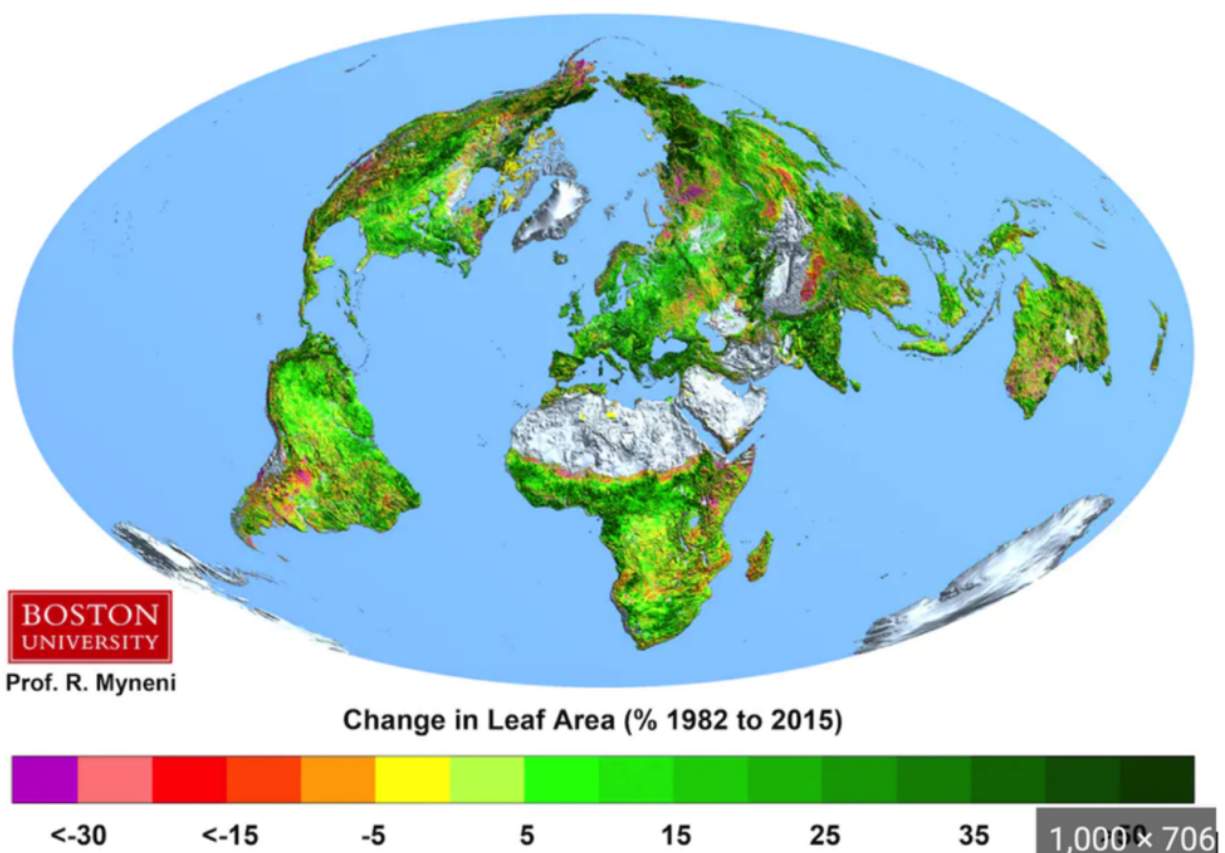 BOSTON
UNIVERSITY
Prof. R. Myneni
Change in Leaf Area (% 1982 to 2015)
<-30 <-15 -5 5 15 25 35
1,000 × 706